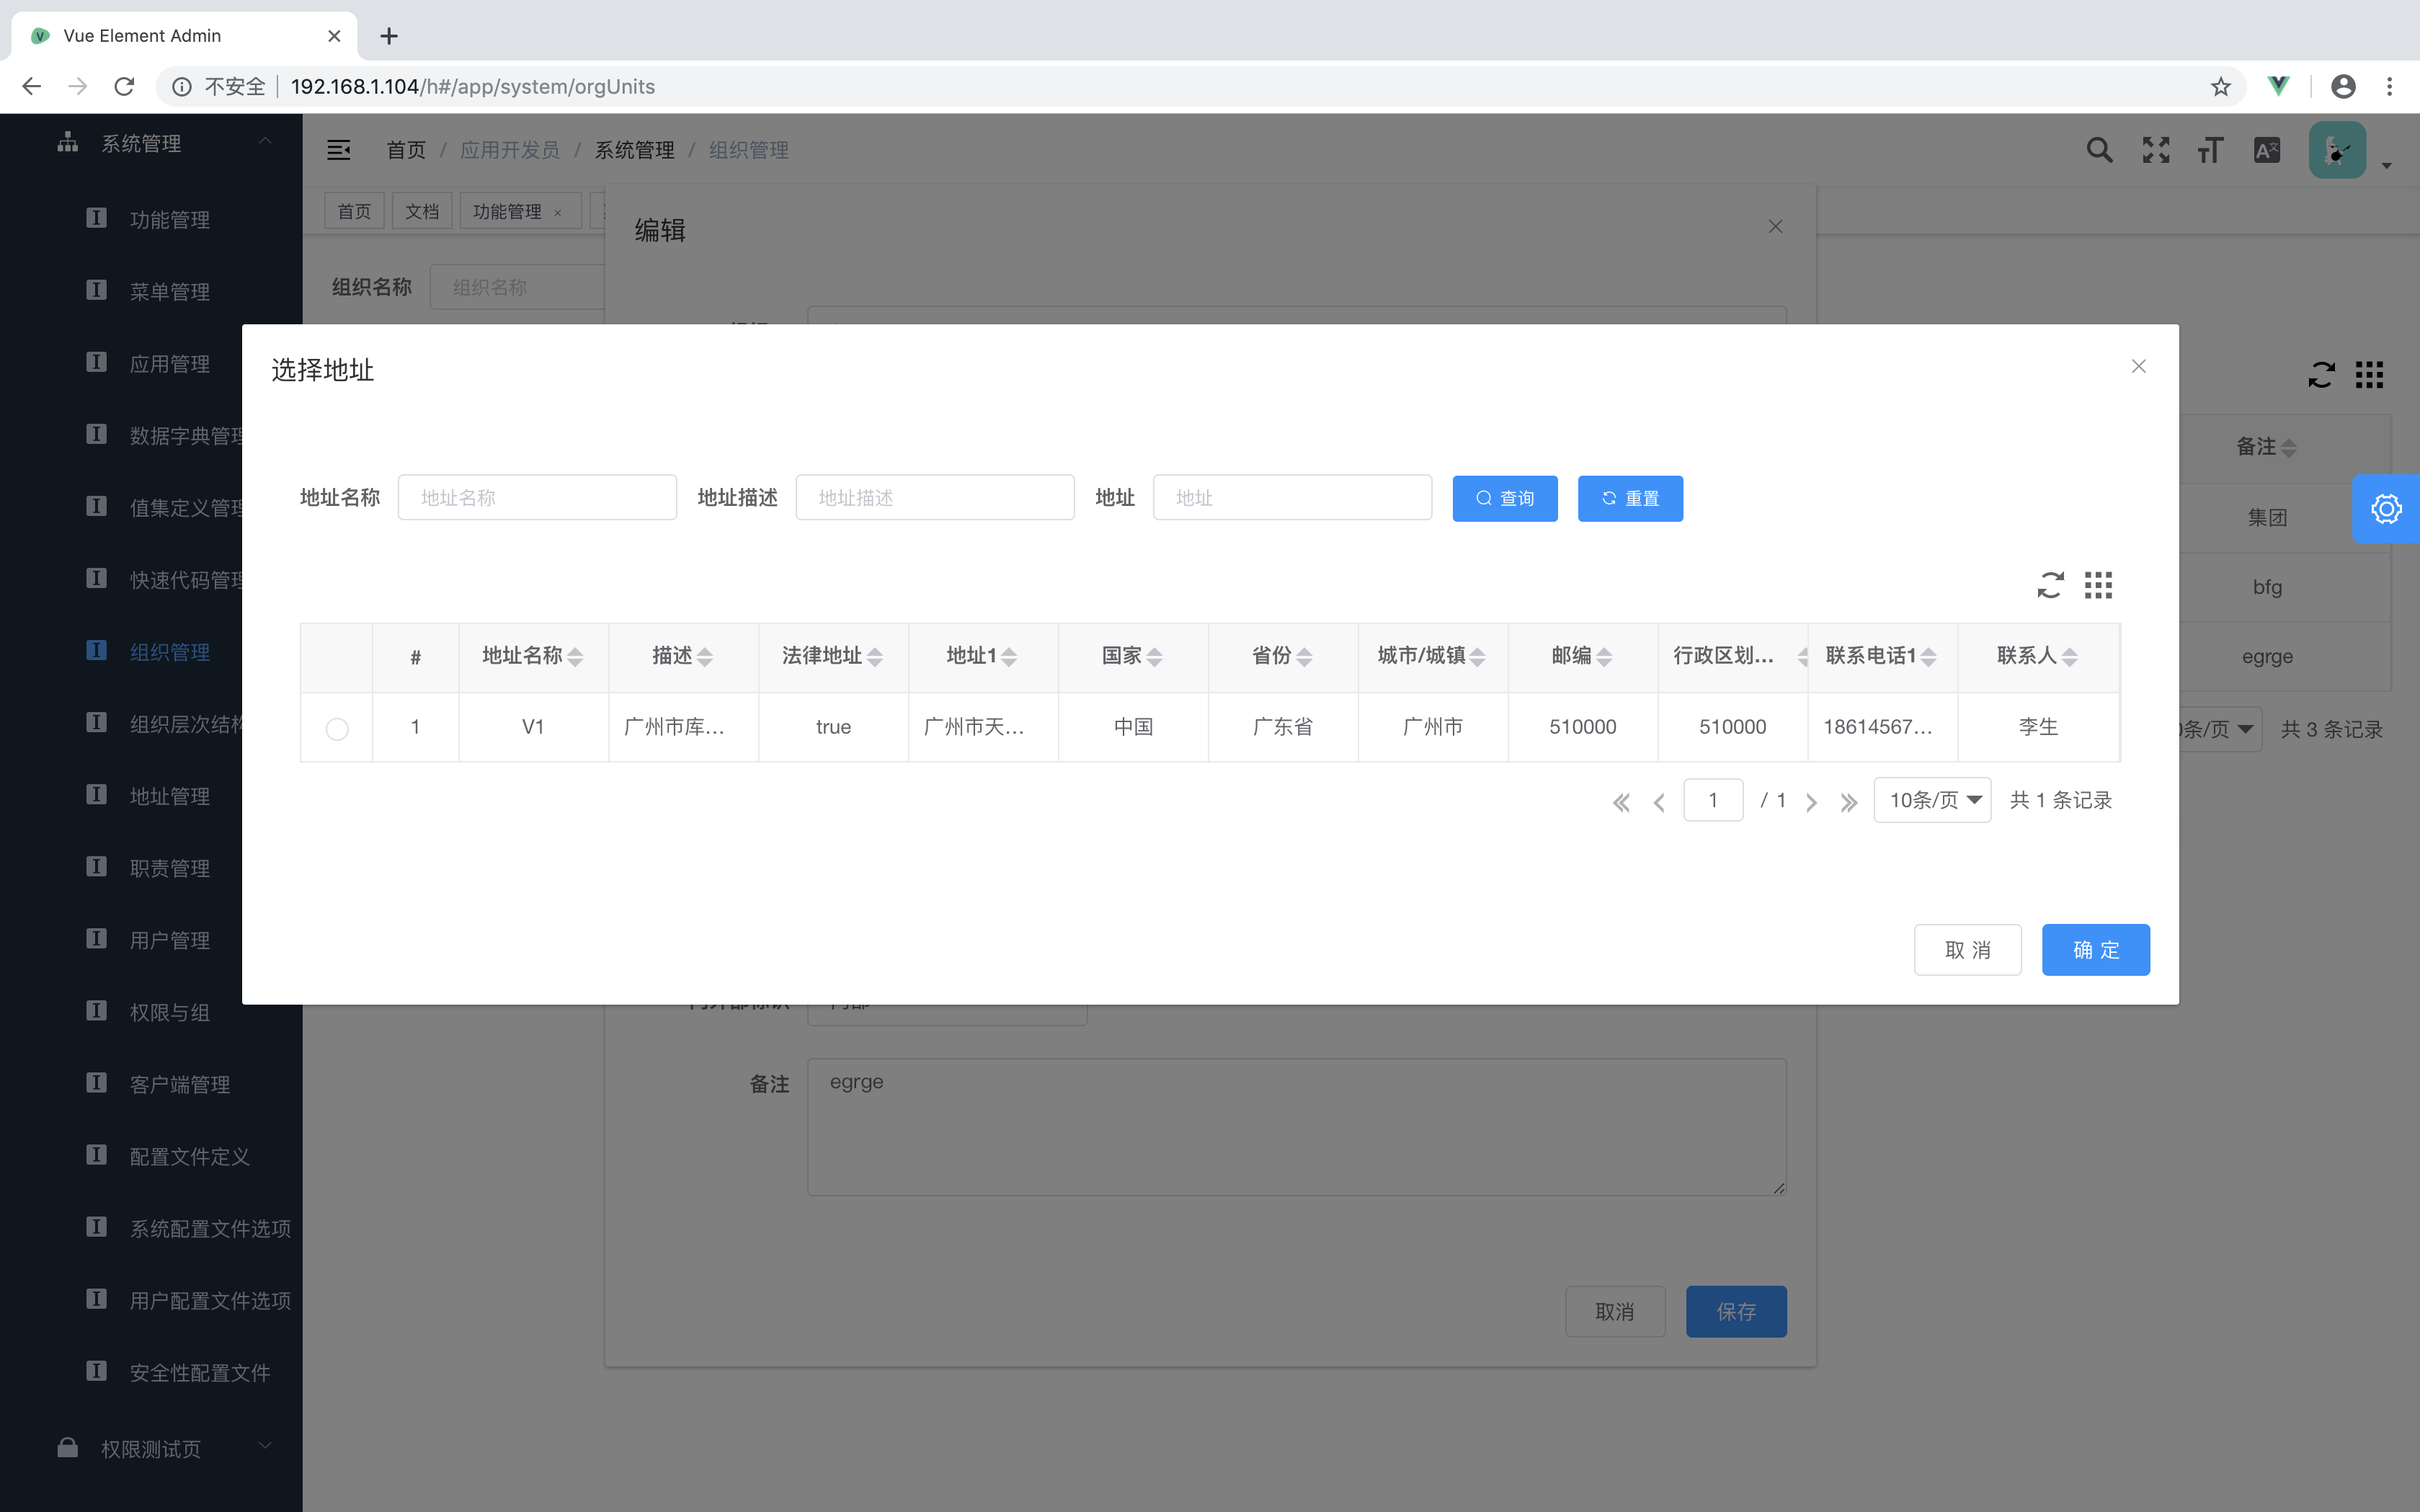 Vue Element Admin
不安全 192.168.1.104/h#/app/system/orgUnits
系统管理
功能管理
菜单管理
应用管理
数据字典管理
值集定义管理
快速代码管理
组织管理
组织层次结构
地址管理
职责管理
用户管理
权限与组
客户端管理
配置文件定义
系统配置文件选项
用户配置文件选项
安全性配置文件
权限测试页
首页 / 应用开发员 / 系统管理 / 组织管理
首页 文档 功能管理 ×
组织名称 组织名称
编辑
选择地址
地址名称 地址名称 地址描述 地址描述 地址 地址 查询 重置
# 地址名称 描述 法律地址 地址1 国家 省份 城市/城镇 邮编 行政区划... 联系电话1 联系人
1 V1 广州市库... true 广州市天... 中国 广东省 广州市 510000 510000 18614567... 李生
1 / 1 10条/页 共 1 条记录
取 消 确 定
备注
集团
bfg
egrge
条/页 共 3 条记录
备注 egrge
取消 保存